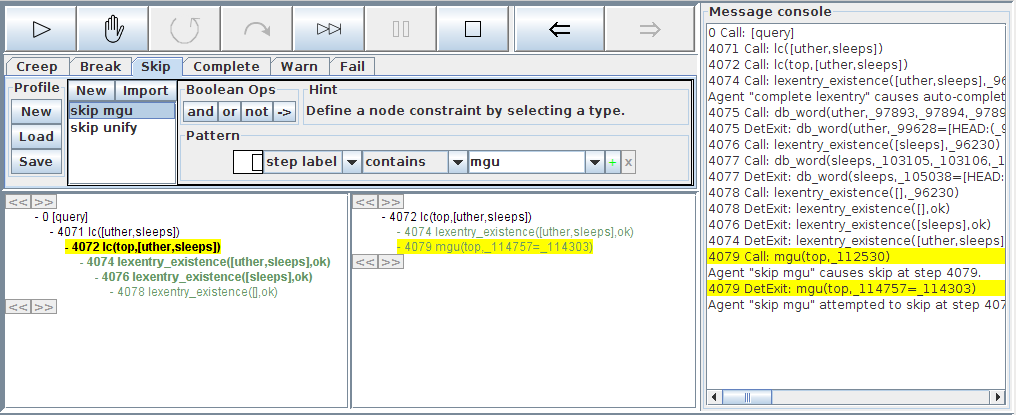 Creep Break Skip Complete Warn Fail
Profile
New
Load
Save
New Import
skip mgu
skip unify
Boolean Ops
and or not ->
Hint
Define a node constraint by selecting a type.
Pattern
step label contains mgu + x
<< >>
- 0 [query]
- 4071 lc([uther,sleeps])
- 4072 lc(top,[uther,sleeps])
- 4074 lexentry_existence([uther,sleeps],ok)
- 4076 lexentry_existence([sleeps],ok)
- 4078 lexentry_existence([],ok)
<< >>
<< >>
- 4072 lc(top,[uther,sleeps])
- 4074 lexentry_existence([uther,sleeps],ok)
- 4079 mgu(top,_114757=_114303)
<< >>
Message console
0 Call: [query]
4071 Call: lc([uther,sleeps])
4072 Call: lc(top,[uther,sleeps])
4074 Call: lexentry_existence([uther,sleeps],_96
Agent "complete lexentry" causes auto-complet
4075 Call: db_word(uther,_97893,_97894,_9789
4075 DetExit: db_word(uther,_99628=[HEAD:(_9
4076 Call: lexentry_existence([sleeps],_96230)
4077 Call: db_word(sleeps,_103105,_103106,_1
4077 DetExit: db_word(sleeps,_105038=[HEAD:
4078 Call: lexentry_existence([],_96230)
4078 DetExit: lexentry_existence([],ok)
4076 DetExit: lexentry_existence([sleeps],ok)
4074 DetExit: lexentry_existence([uther,sleeps]
4079 Call: mgu(top,_112530)
Agent "skip mgu" causes skip at step 4079.
4079 DetExit: mgu(top,_114757=_114303)
Agent "skip mgu" attempted to skip at step 407